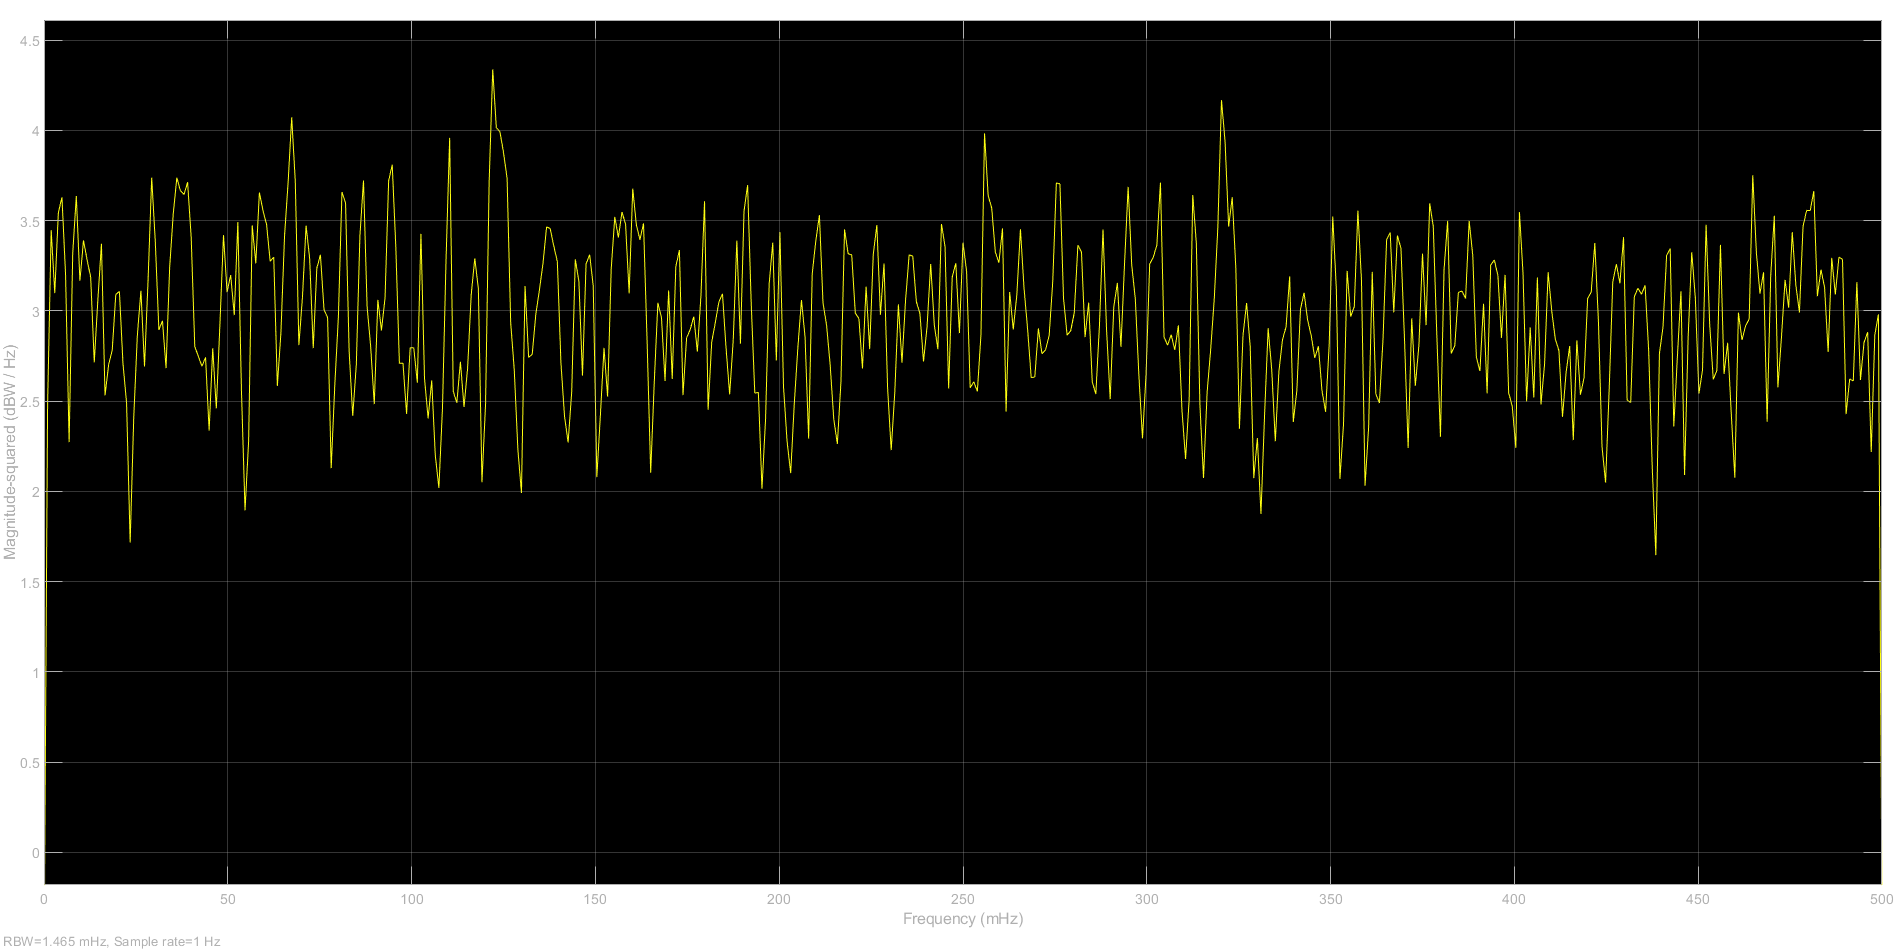 4.5
4
3.5
3
2.5
2
1.5
1
0.5
0
Magnitude-squared (dBW / Hz)
0 50 100 150 200 250 300 350 400 450 500
Frequency (mHz)
RBW=1.465 mHz, Sample rate=1 Hz